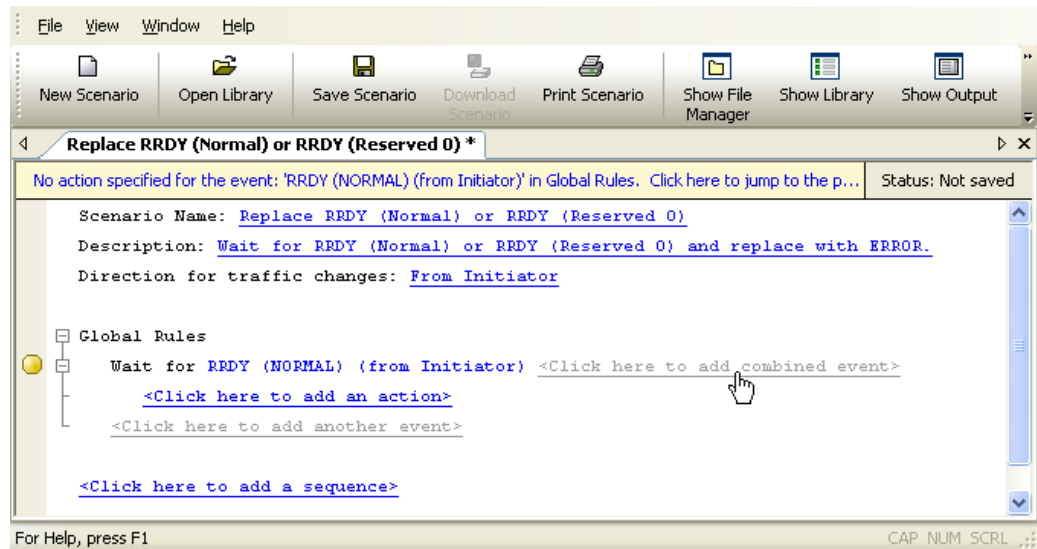 File View Window Help
New Scenario Open Library Save Scenario Download Scenario Print Scenario Show File Manager Show Library Show Output
Replace RRDY (Normal) or RRDY (Reserved 0) *
No action specified for the event: 'RRDY (NORMAL) (from Initiator)' in Global Rules. Click here to jump to the p... Status: Not saved
Scenario Name: Replace RRDY (Normal) or RRDY (Reserved 0)
Description: Wait for RRDY (Normal) or RRDY (Reserved 0) and replace with ERROR.
Direction for traffic changes: From Initiator
Global Rules
Wait for RRDY (NORMAL) (from Initiator) <Click here to add combined event>
<Click here to add an action>
<Click here to add another event>
<Click here to add a sequence>
For Help, press F1 CAP NUM SCRL